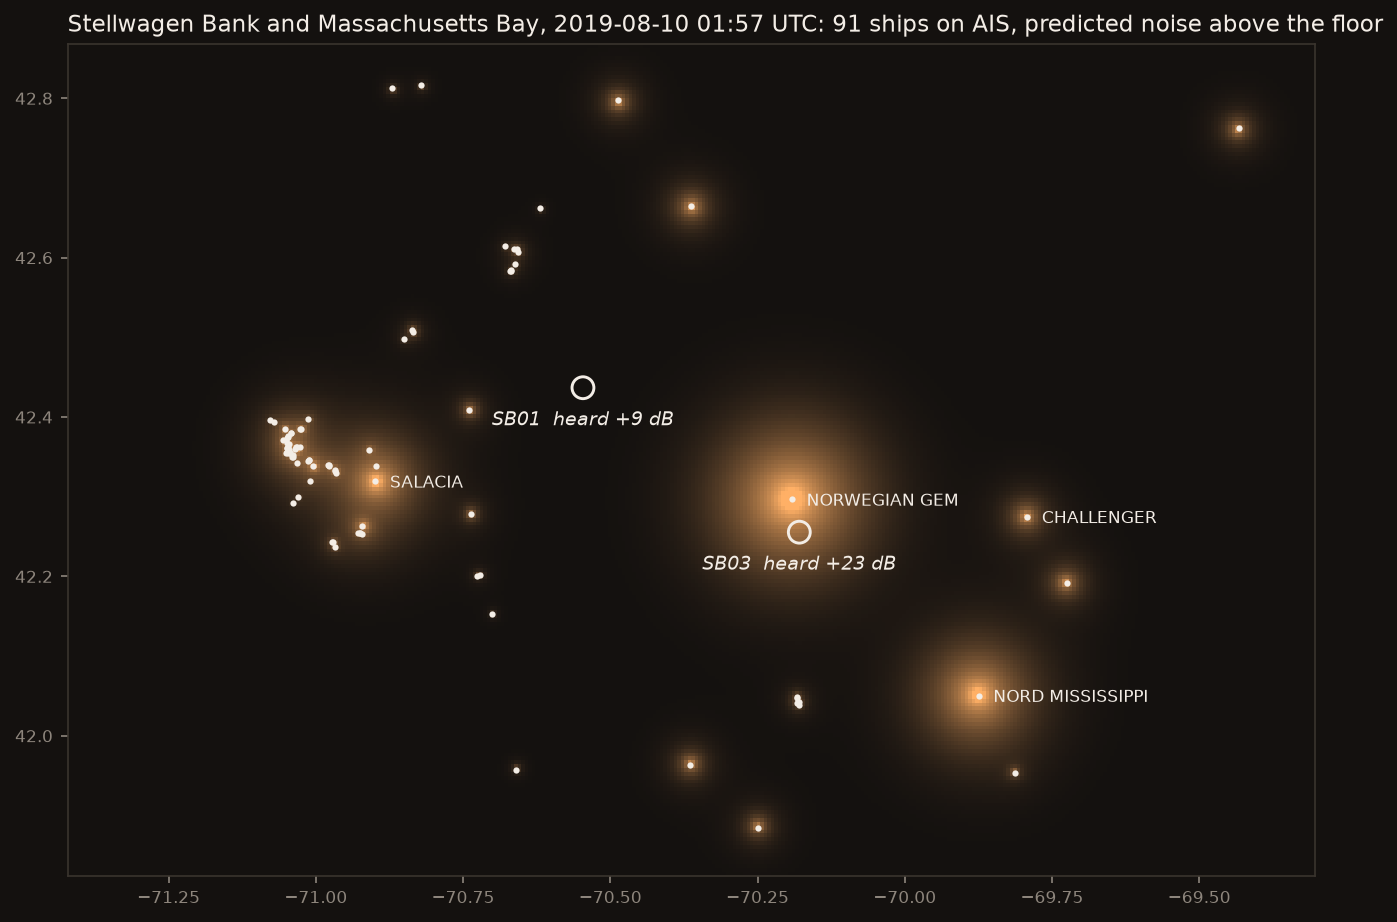 Stellwagen Bank and Massachusetts Bay, 2019-08-10 01:57 UTC: 91 ships on AIS, predicted noise above the floor
42.8
42.6
42.4
42.2
42.0
SB01 heard +9 dB
SALACIA
NORWEGIAN GEM
CHALLENGER
SB03 heard +23 dB
NORD MISSISSIPPI
−71.25
−71.00
−70.75
−70.50
−70.25
−70.00
−69.75
−69.50